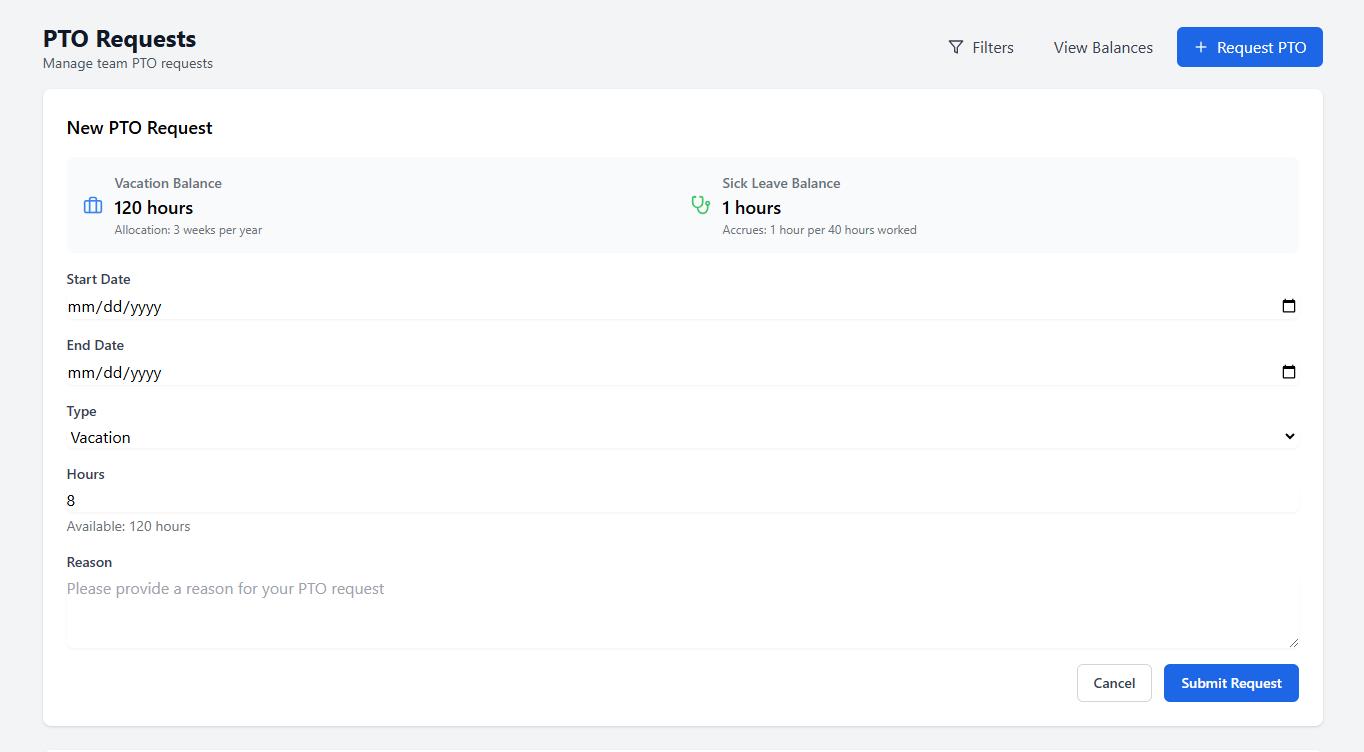 PTO Requests
Manage team PTO requests
Filters
View Balances
+ Request PTO
New PTO Request
Vacation Balance
120 hours
Allocation: 3 weeks per year
Sick Leave Balance
1 hours
Accrues: 1 hour per 40 hours worked
Start Date
mm/dd/yyyy
End Date
mm/dd/yyyy
Type
Vacation
Hours
8
Available: 120 hours
Reason
Please provide a reason for your PTO request
Cancel
Submit Request